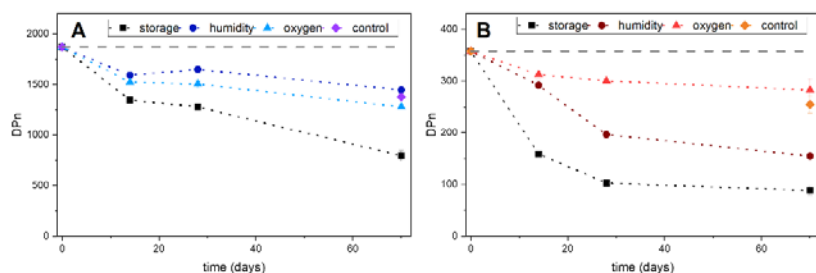 A
storage humidity oxygen control
2000
1500
1000
500
0
DPn
0 20 40 60
time (days)
B
storage humidity oxygen control
400
300
200
100
0
DPn
0 20 40 60
time (days)